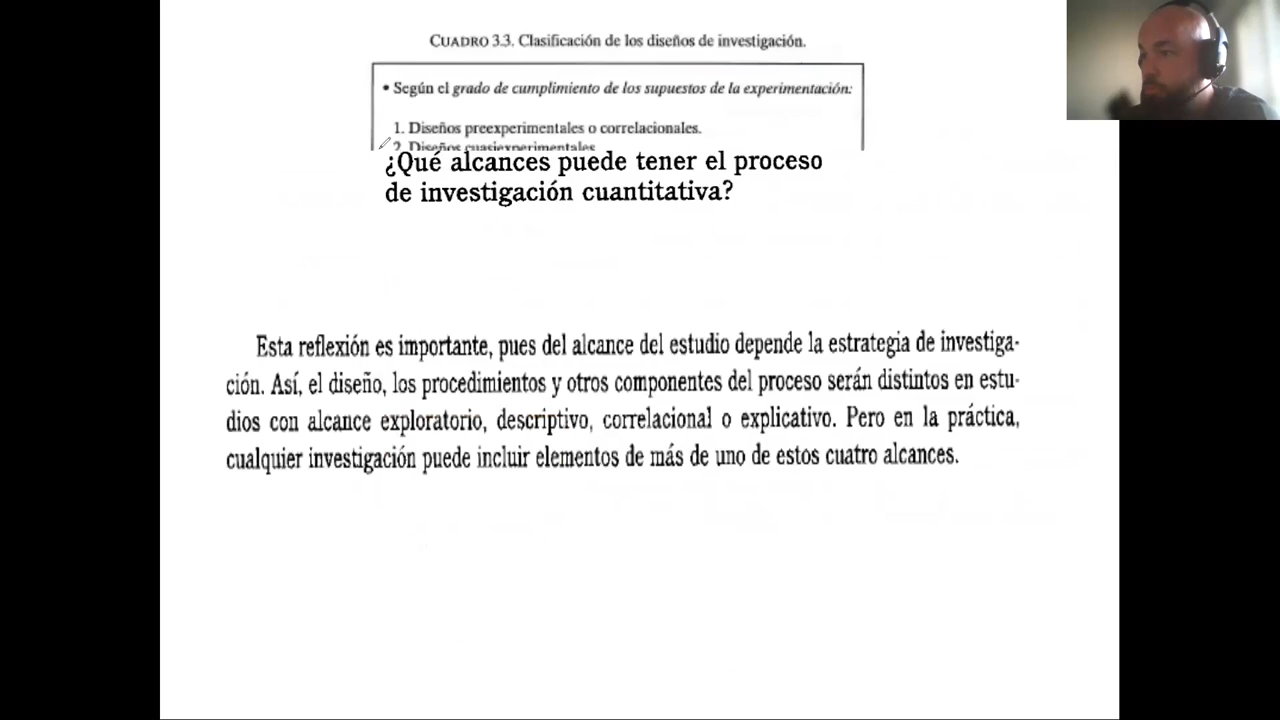 CUADRO 3.3. Clasificación de los diseños de investigación.
• Según el grado de cumplimiento de los supuestos de la experimentación:
1. Diseños preexperimentales o correlacionales.
2. Diseños cuasiexperimentales
¿Qué alcances puede tener el proceso
de investigación cuantitativa?
Esta reflexión es importante, pues del alcance del estudio depende la estrategia de investiga-
ción. Así, el diseño, los procedimientos y otros componentes del proceso serán distintos en estu-
dios con alcance exploratorio, descriptivo, correlacional o explicativo. Pero en la práctica,
cualquier investigación puede incluir elementos de más de uno de estos cuatro alcances.